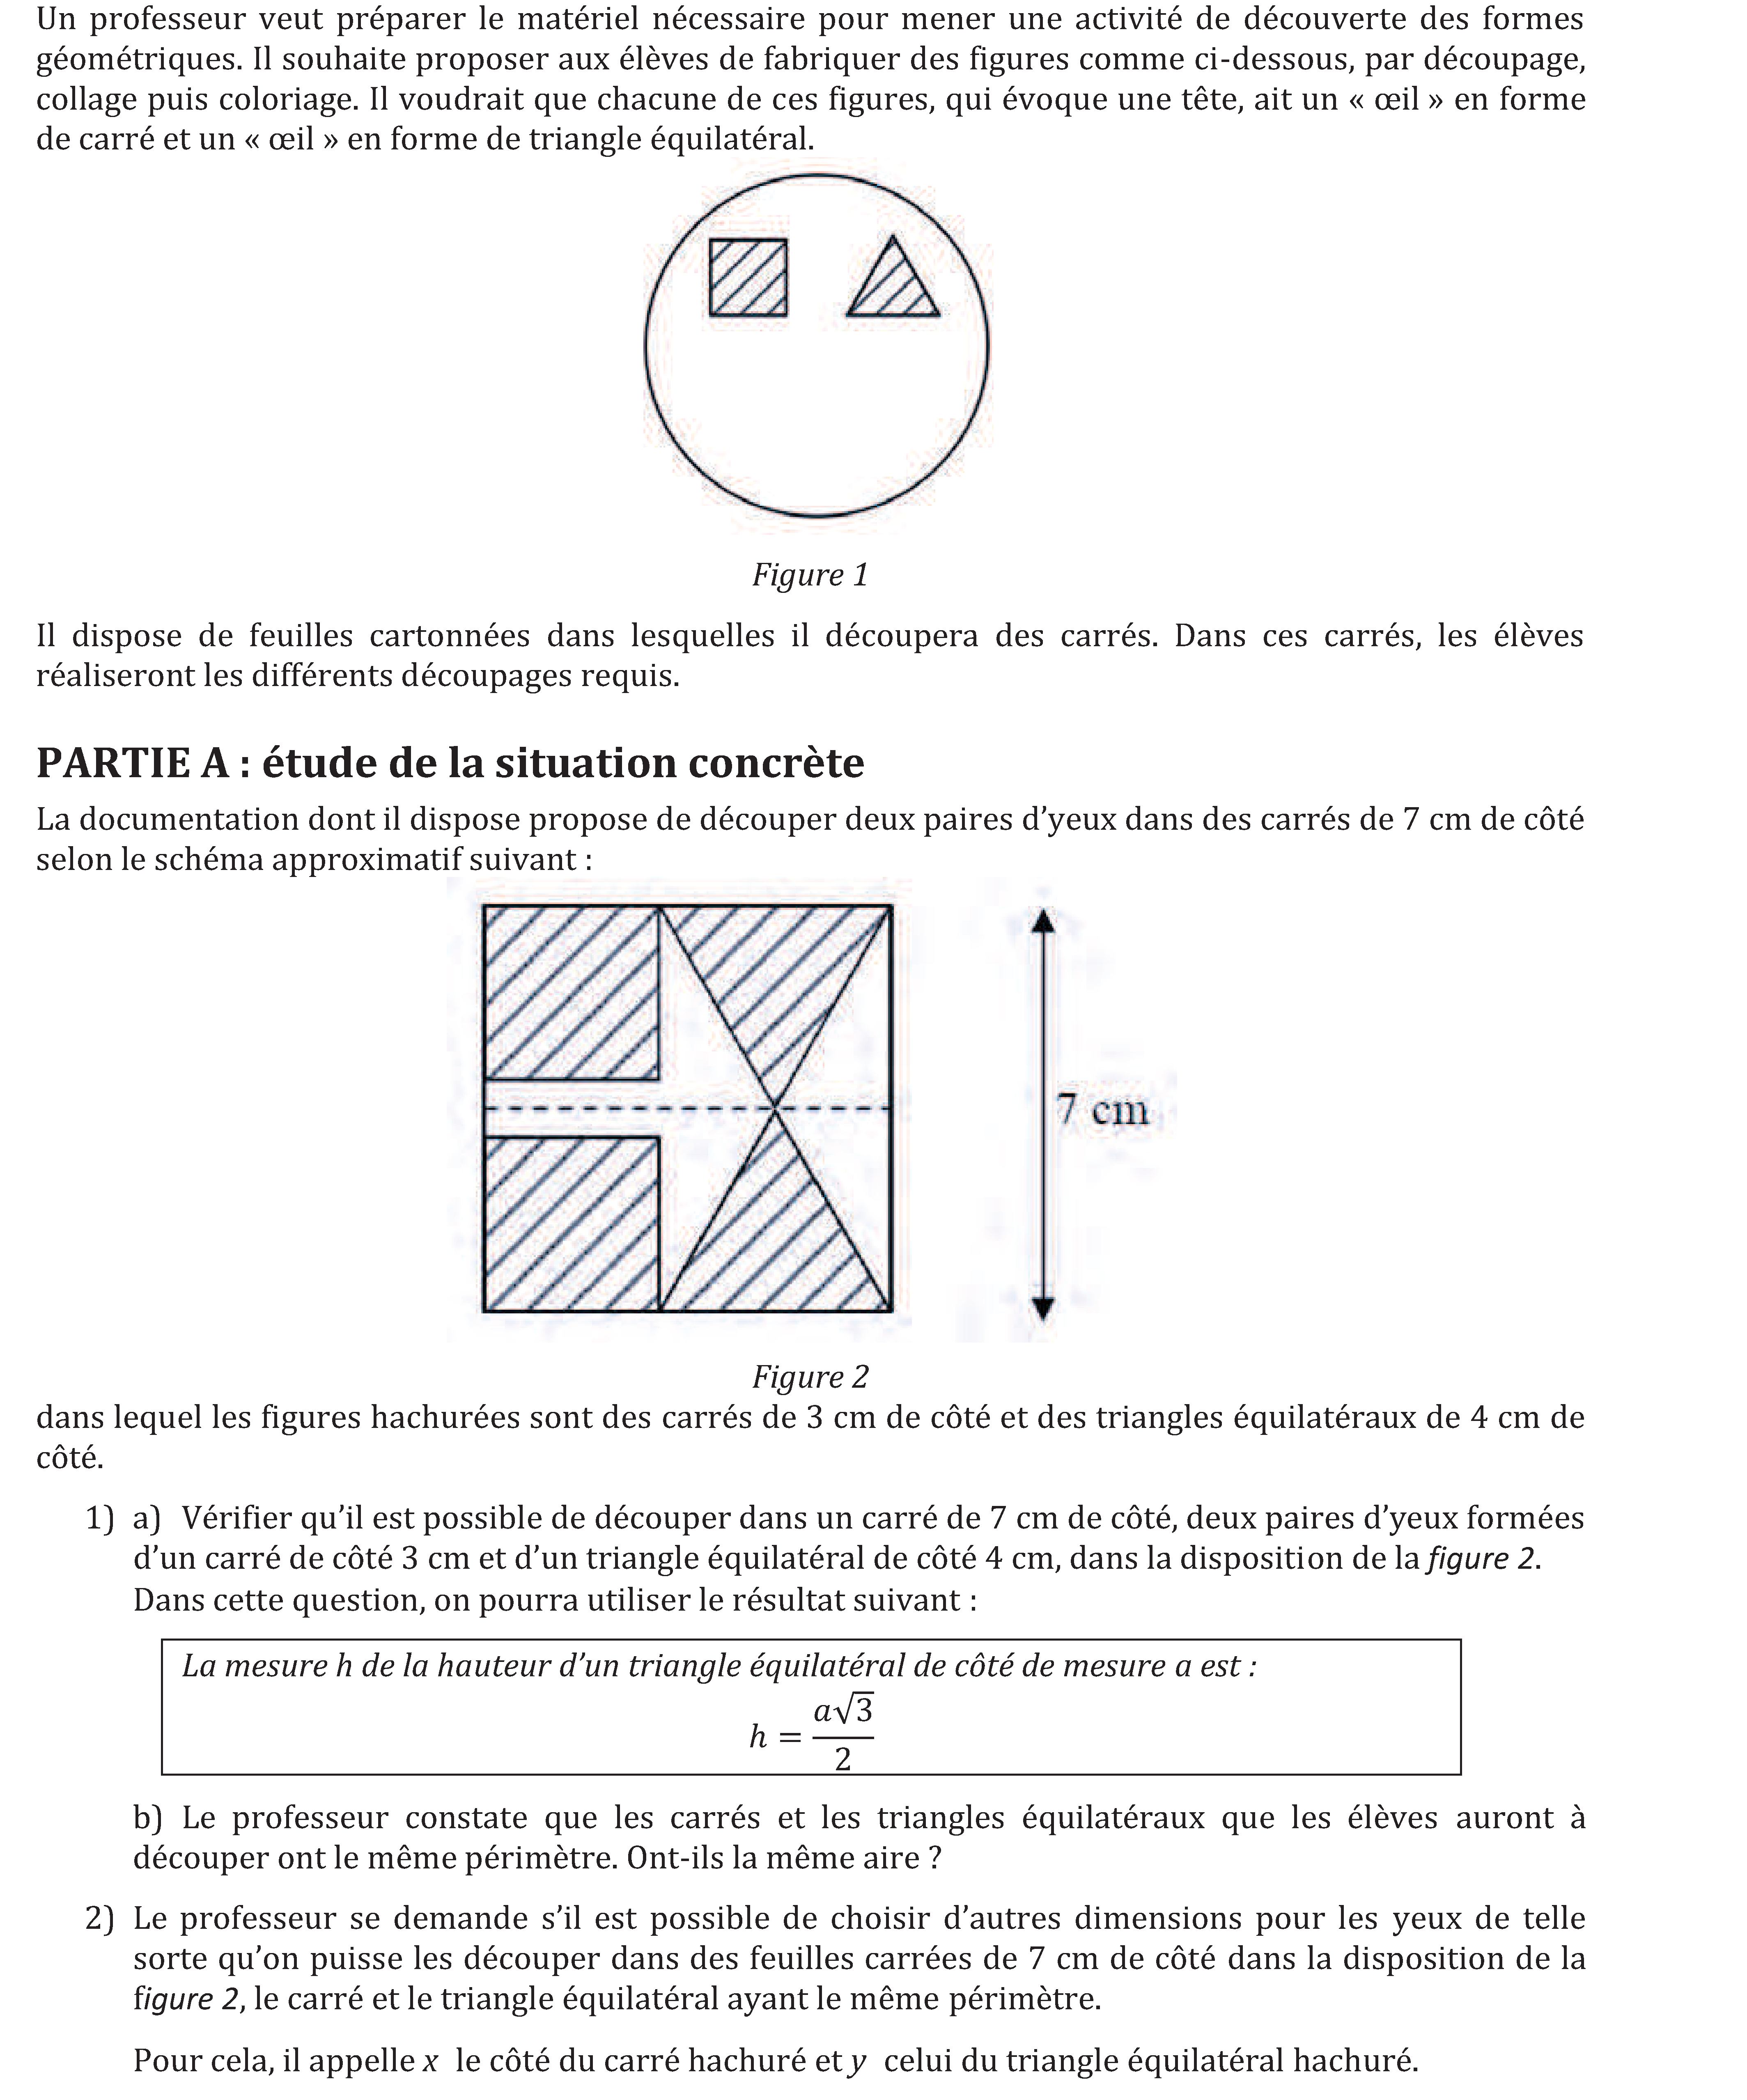 Un professeur veut préparer le matériel nécessaire pour mener une activité de découverte des formes
géométriques. Il souhaite proposer aux élèves de fabriquer des figures comme ci-dessous, par découpage,
collage puis coloriage. Il voudrait que chacune de ces figures, qui évoque une tête, ait un « œil » en forme
de carré et un « œil » en forme de triangle équilatéral.
Figure 1
Il dispose de feuilles cartonnées dans lesquelles il découpera des carrés. Dans ces carrés, les élèves
réaliseront les différents découpages requis.
PARTIE A : étude de la situation concrète
La documentation dont il dispose propose de découper deux paires d'yeux dans des carrés de 7 cm de côté
selon le schéma approximatif suivant :
7 cm
Figure 2
dans lequel les figures hachurées sont des carrés de 3 cm de côté et des triangles équilatéraux de 4 cm de
côté.
1) a) Vérifier qu'il est possible de découper dans un carré de 7 cm de côté, deux paires d'yeux formées
d'un carré de côté 3 cm et d'un triangle équilatéral de côté 4 cm, dans la disposition de la figure 2.
Dans cette question, on pourra utiliser le résultat suivant :
La mesure h de la hauteur d'un triangle équilatéral de côté de mesure a est :
h = a√3/2
b) Le professeur constate que les carrés et les triangles équilatéraux que les élèves auront à
découper ont le même périmètre. Ont-ils la même aire ?
2) Le professeur se demande s'il est possible de choisir d'autres dimensions pour les yeux de telle
sorte qu'on puisse les découper dans des feuilles carrées de 7 cm de côté dans la disposition de la
figure 2, le carré et le triangle équilatéral ayant le même périmètre.
Pour cela, il appelle x le côté du carré hachuré et y celui du triangle équilatéral hachuré.